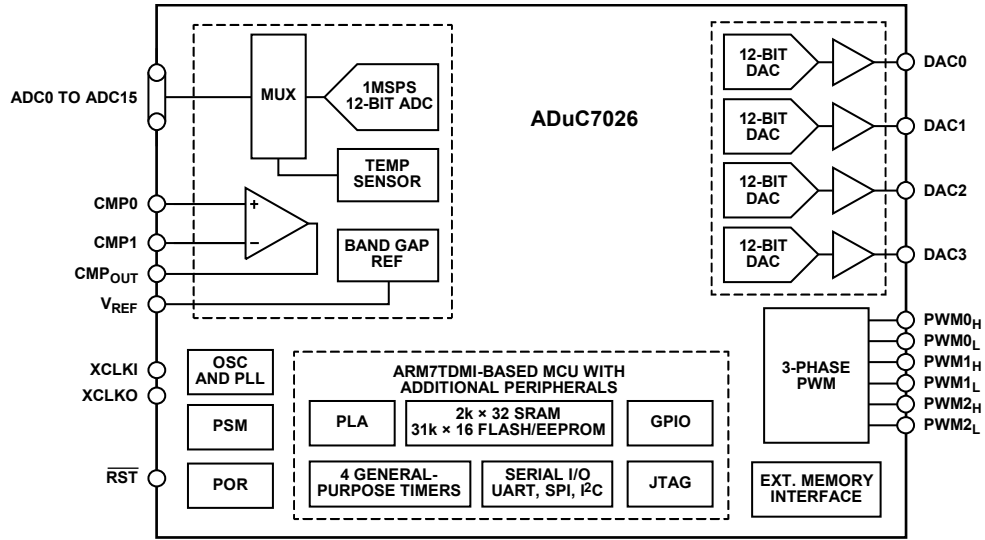 ADuC7026
ADC0 TO ADC15
MUX
1MSPS
12-BIT ADC
TEMP
SENSOR
CMP0
+
CMP1
−
CMPOUT
BAND GAP
REF
VREF
12-BIT
DAC
DAC0
12-BIT
DAC
DAC1
12-BIT
DAC
DAC2
12-BIT
DAC
DAC3
3-PHASE
PWM
PWM0H
PWM0L
PWM1H
PWM1L
PWM2H
PWM2L
XCLKI
XCLKO
OSC
AND PLL
PSM
RST
POR
ARM7TDMI-BASED MCU WITH
ADDITIONAL PERIPHERALS
PLA
2k × 32 SRAM
31k × 16 FLASH/EEPROM
GPIO
4 GENERAL-
PURPOSE TIMERS
SERIAL I/O
UART, SPI, I²C
JTAG
EXT. MEMORY
INTERFACE